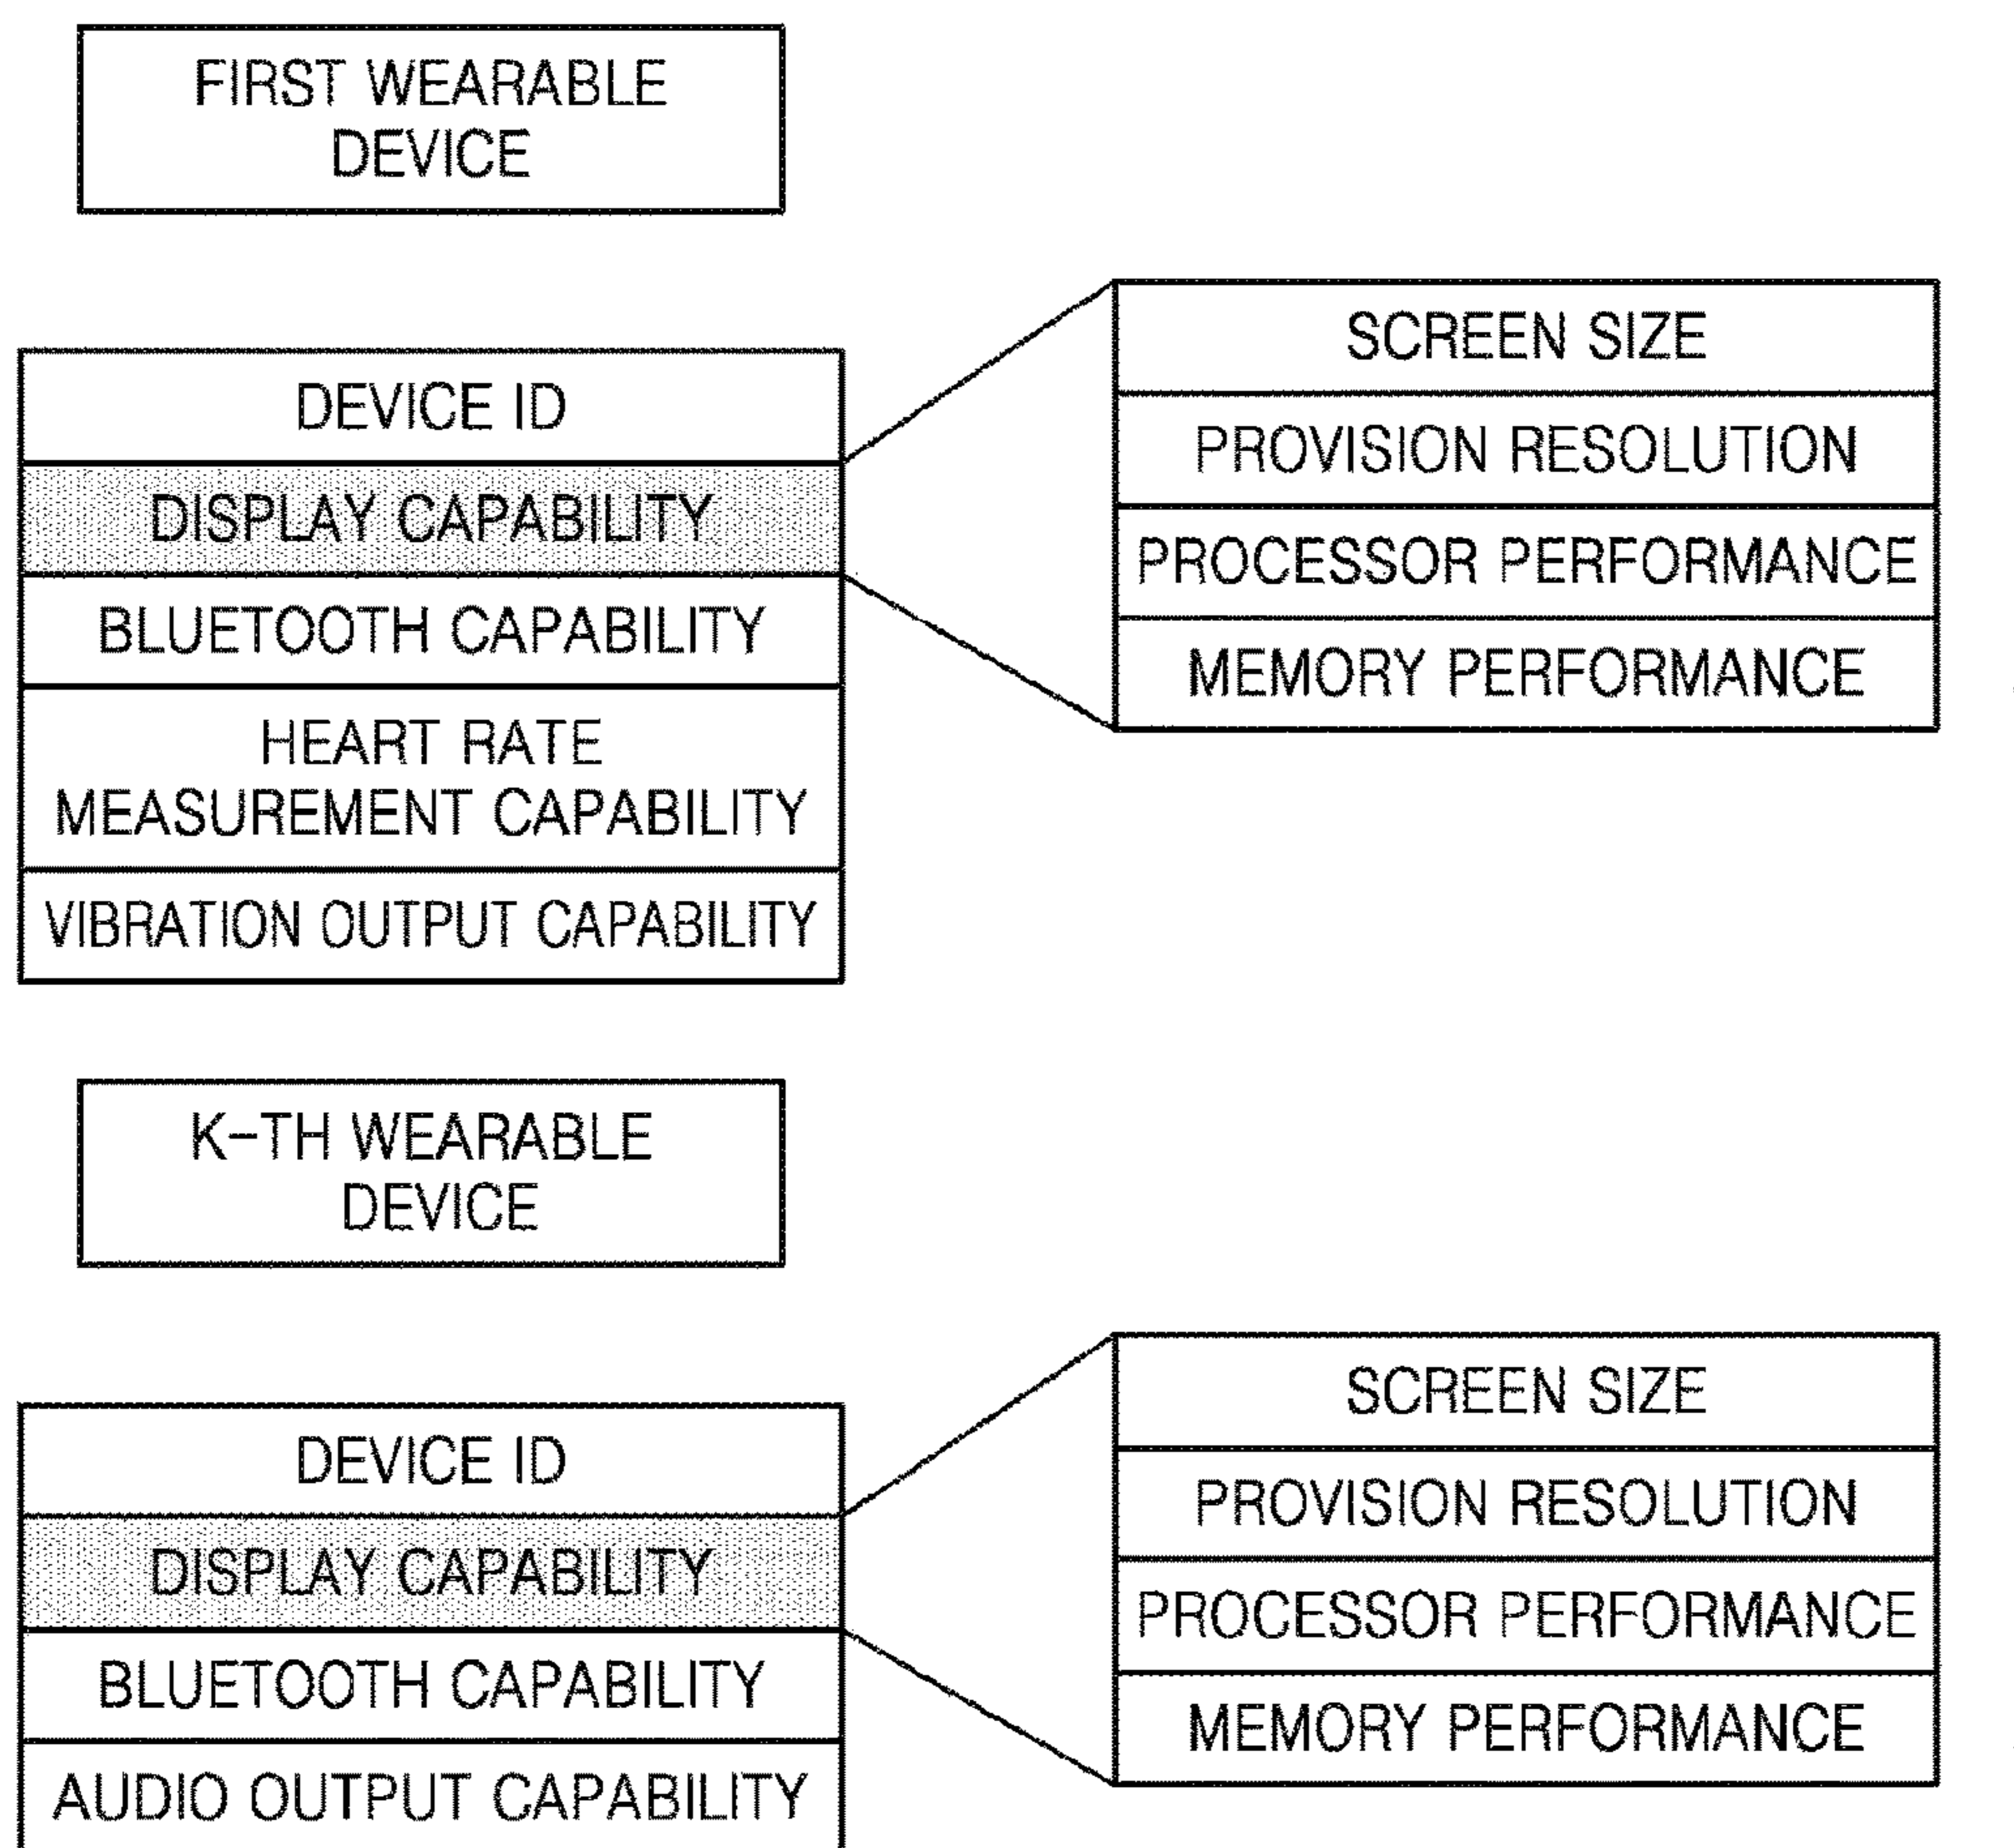 FIRST WEARABLE
DEVICE
DEVICE ID
DISPLAY CAPABILITY
BLUETOOTH CAPABILITY
HEART RATE
MEASUREMENT CAPABILITY
VIBRATION OUTPUT CAPABILITY
SCREEN SIZE
PROVISION RESOLUTION
PROCESSOR PERFORMANCE
MEMORY PERFORMANCE
K-TH WEARABLE
DEVICE
DEVICE ID
DISPLAY CAPABILITY
BLUETOOTH CAPABILITY
AUDIO OUTPUT CAPABILITY
SCREEN SIZE
PROVISION RESOLUTION
PROCESSOR PERFORMANCE
MEMORY PERFORMANCE